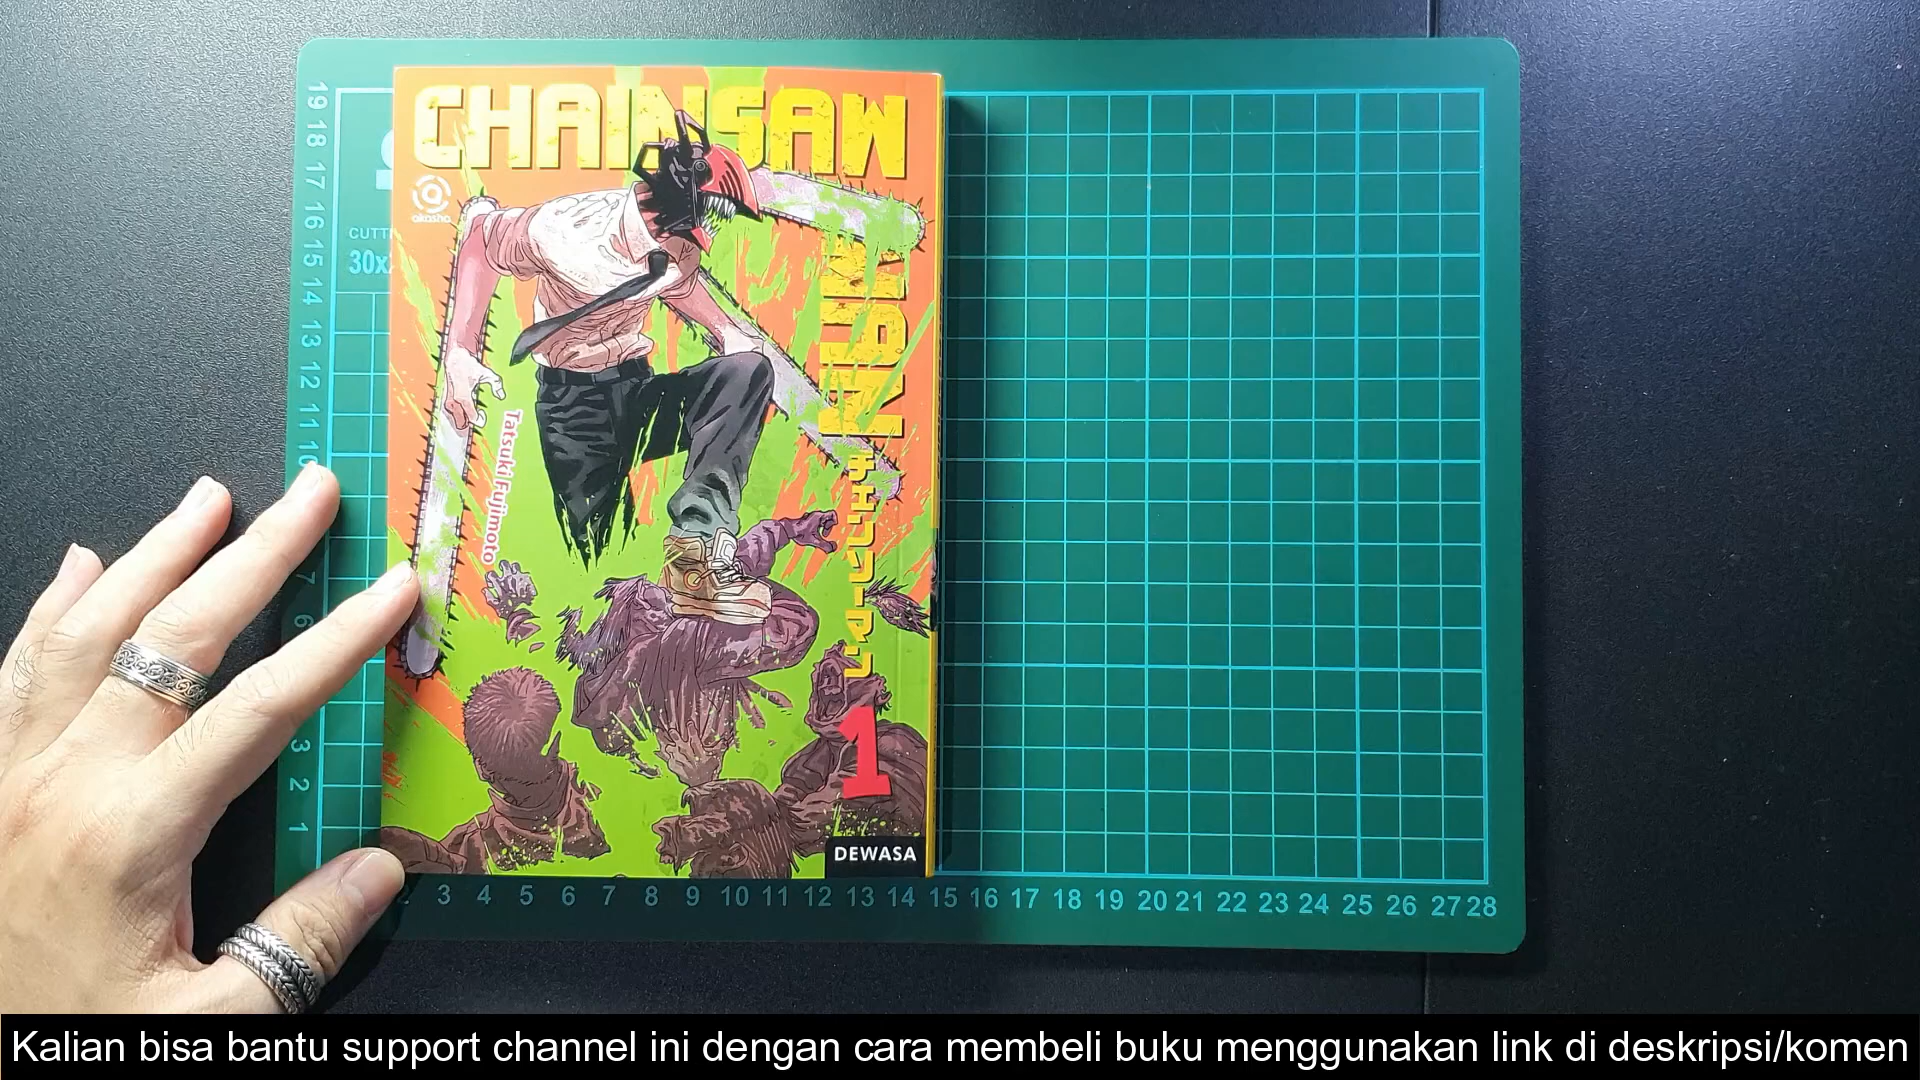 CHAINSAW
MAN
チェンソーマン
akasha
Tatsuki Fujimoto
1
DEWASA
CUTT
30x
19 18 17 16 15 14 13 12 11 10 7 6 3 2 1
2 3 4 5 6 7 8 9 10 11 12 13 14 15 16 17 18 19 20 21 22 23 24 25 26 27 28
Kalian bisa bantu support channel ini dengan cara membeli buku menggunakan link di deskripsi/komen